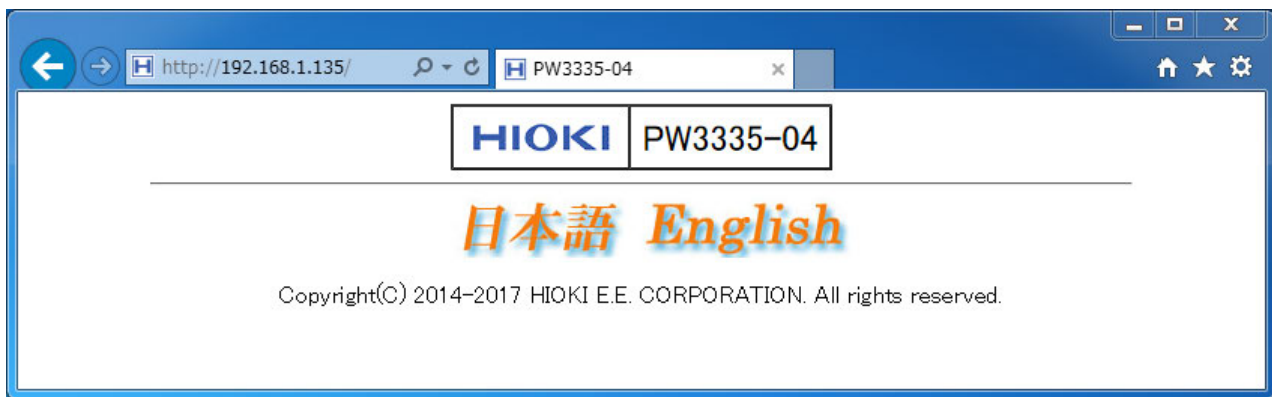 http://192.168.1.135/
PW3335-04
HIOKI PW3335-04
日本語 English
Copyright(C) 2014-2017 HIOKI E.E. CORPORATION. All rights reserved.